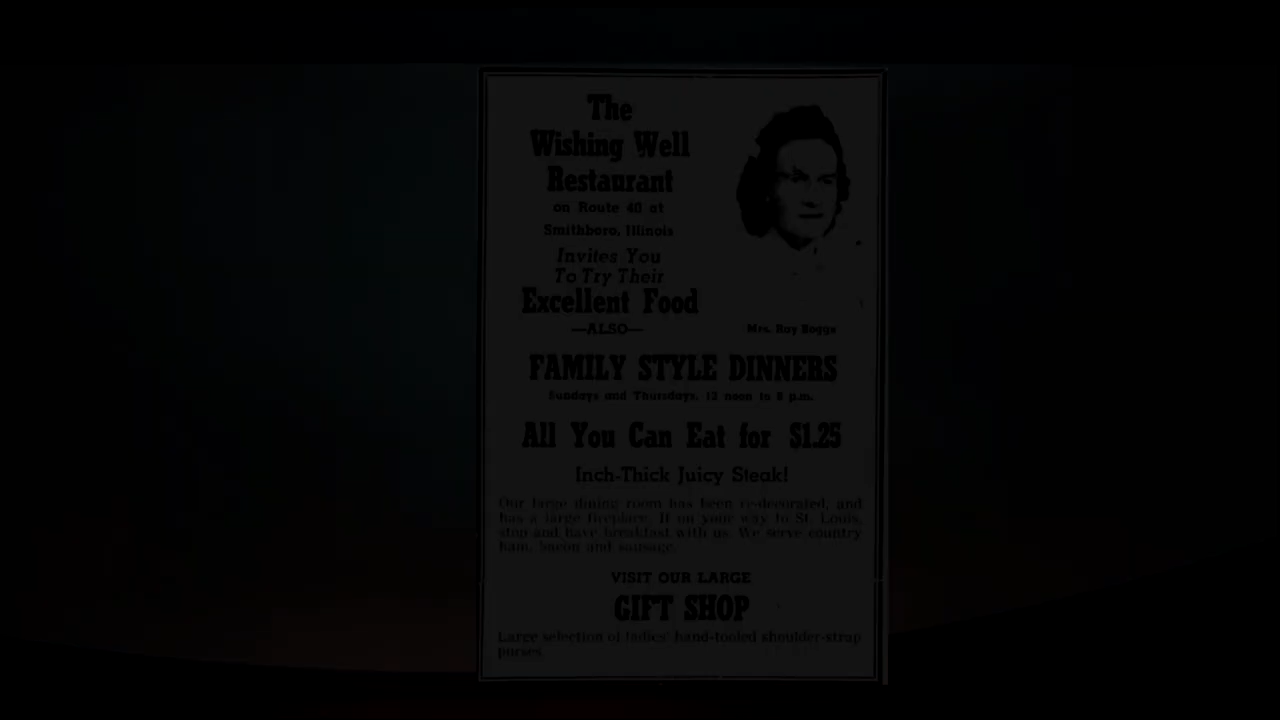 The
Wishing Well
Restaurant
on Route 40 at
Smithboro, Illinois
Invites You
To Try Their
Excellent Food
—ALSO—
Mrs. Roy Boggs
FAMILY STYLE DINNERS
Sundays and Thursdays, 12 noon to 8 p.m.
All You Can Eat for $1.25
Inch-Thick Juicy Steak!
Our large dining room has been re-decorated, and
has a large fireplace. If on your way to St. Louis,
stop and have breakfast with us. We serve country
ham, bacon and sausage.
VISIT OUR LARGE
GIFT SHOP
Large selection of ladies' hand-tooled shoulder-strap
purses.